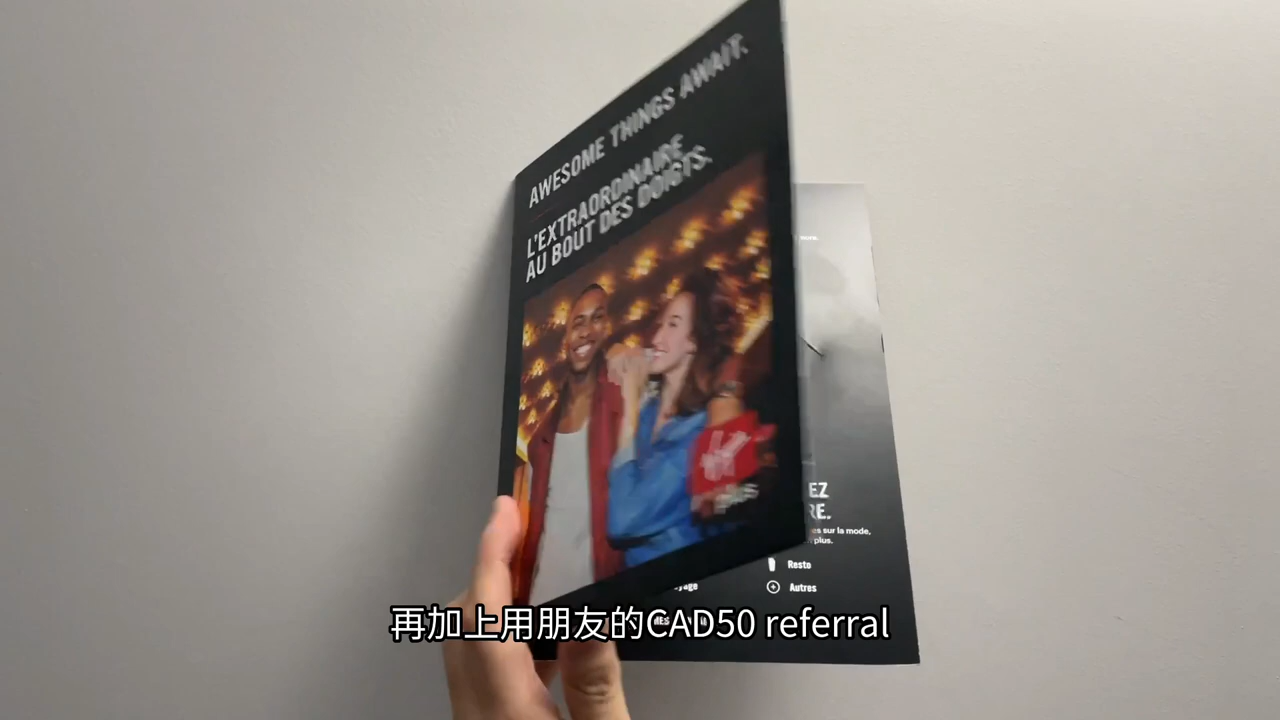 AWESOME THINGS AWAIT.
L'EXTRAORDINAIRE
AU BOUT DES DOIGTS.
plus
EZ
RE.
sur la mode,
plus.
Resto
Autres
再加上用朋友的CAD50 referral